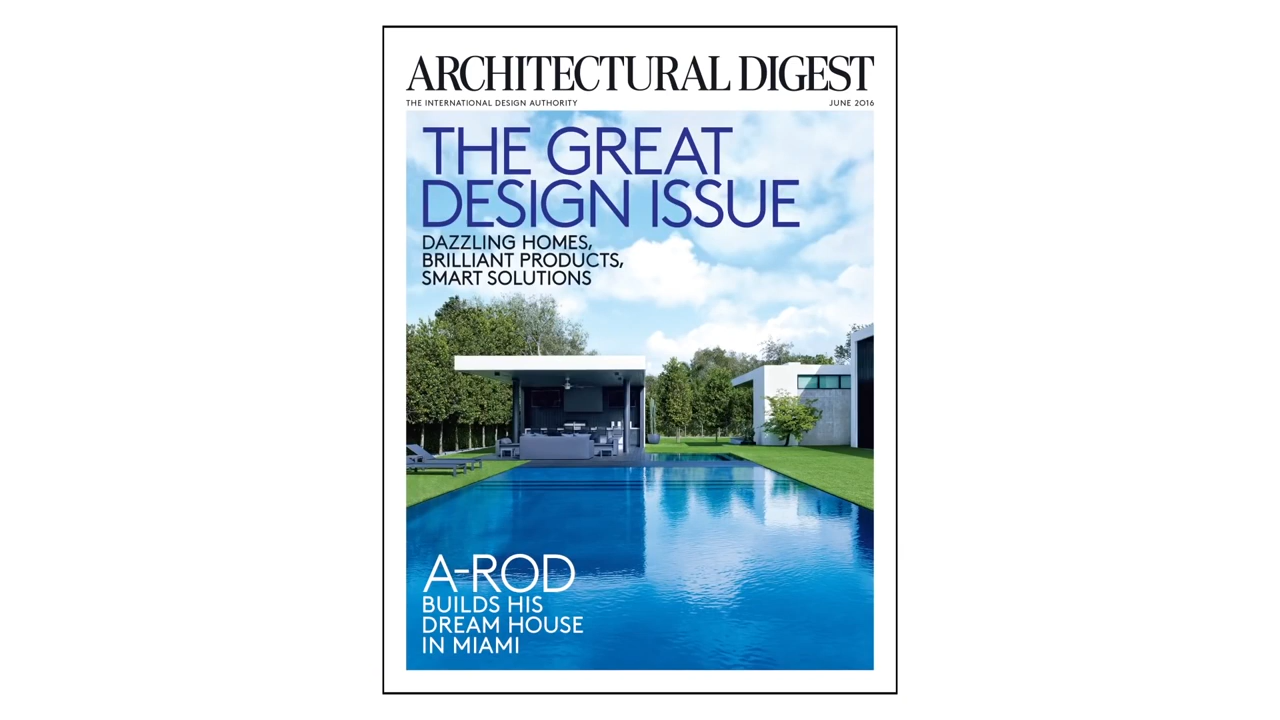 ARCHITECTURAL DIGEST
THE INTERNATIONAL DESIGN AUTHORITY JUNE 2016
THE GREAT
DESIGN ISSUE
DAZZLING HOMES,
BRILLIANT PRODUCTS,
SMART SOLUTIONS
A-ROD
BUILDS HIS
DREAM HOUSE
IN MIAMI